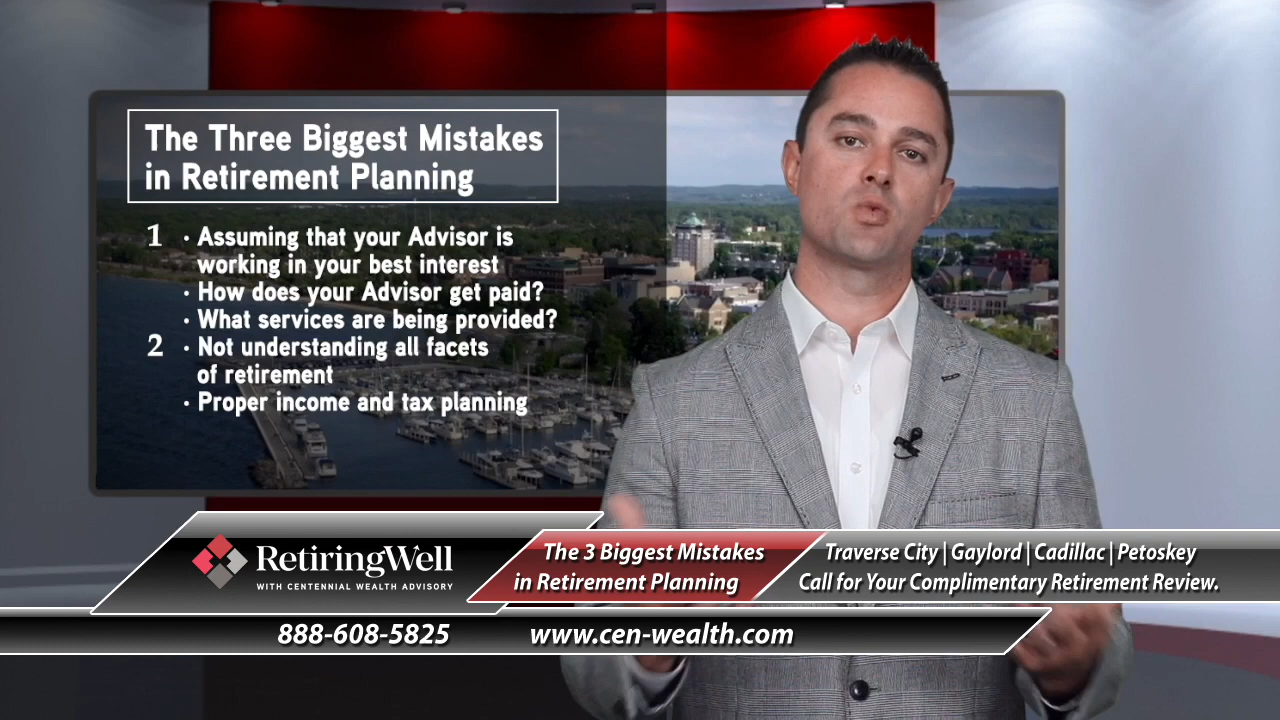 The Three Biggest Mistakes
in Retirement Planning
1 · Assuming that your Advisor is
working in your best interest
· How does your Advisor get paid?
· What services are being provided?
2 · Not understanding all facets
of retirement
· Proper income and tax planning
RetiringWell
WITH CENTENNIAL WEALTH ADVISORY
The 3 Biggest Mistakes
in Retirement Planning
Traverse City | Gaylord | Cadillac | Petoskey
Call for Your Complimentary Retirement Review.
888-608-5825 www.cen-wealth.com